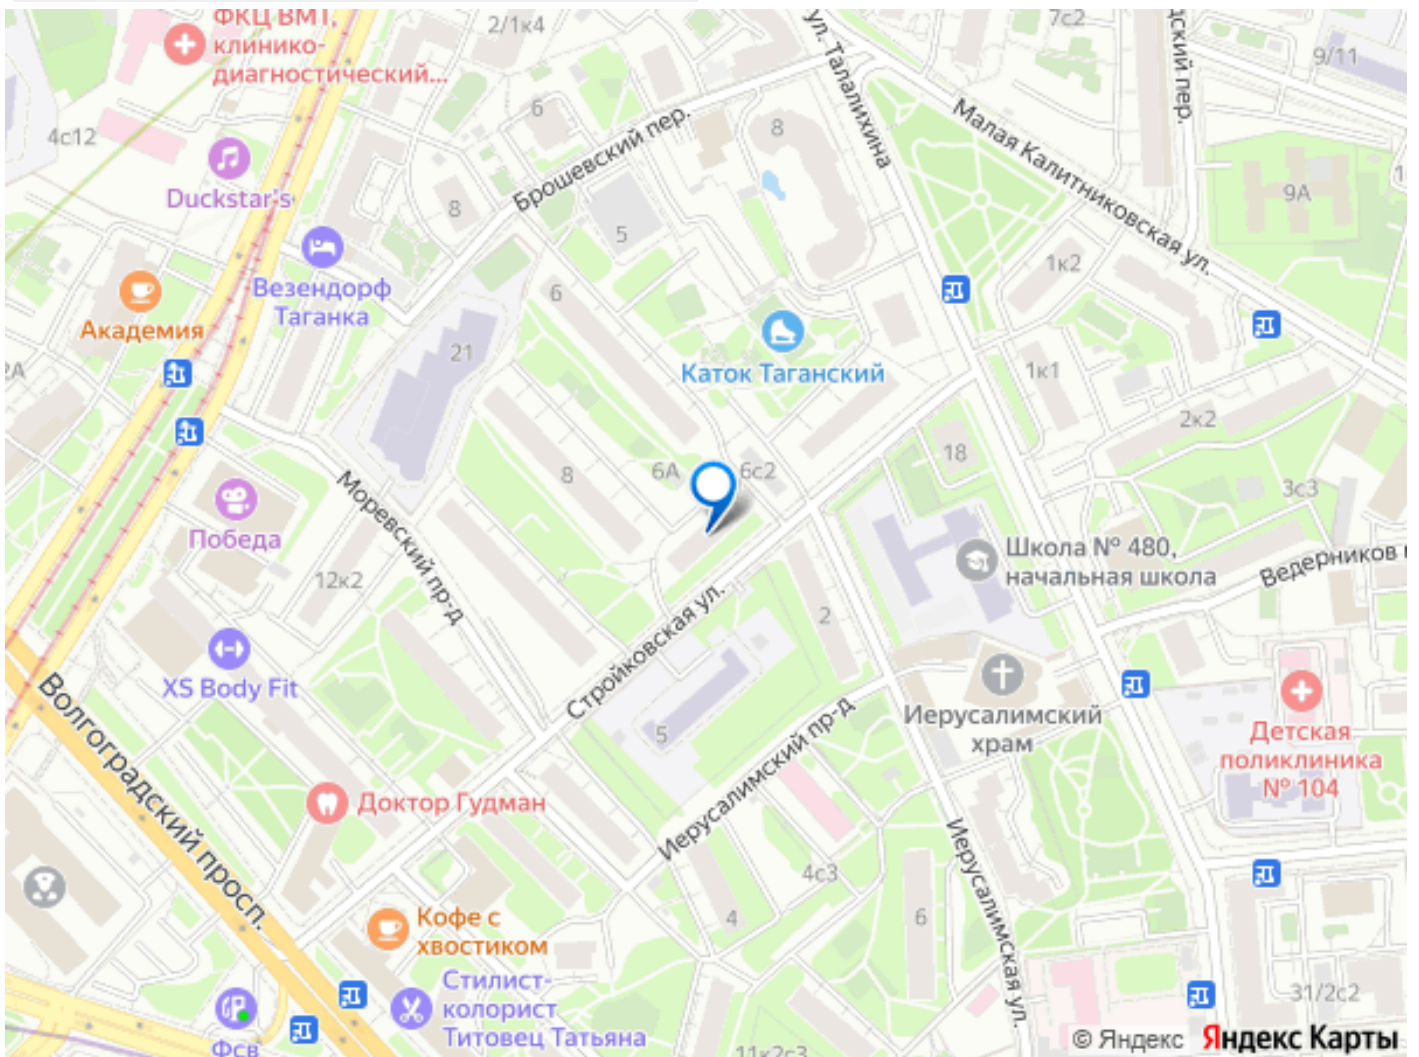 ФКЦ ВМТ,
клинико-
диагностический...
2/1к4
7с2
9/11
ул. Талалихина
дский пер.
4с12
6
8
Брошевский пер.
Малая Калитниковская ул.
9А
Duckstar's
8
5
Везендорф
Таганка
6
1к2
Академия
21
Каток Таганский
1к1
2к2
8
6А
6с2
18
3с3
Моревский пр-д
Победа
12к2
Школа № 480,
начальная школа
Ведерников
2
Стройковская ул.
XS Body Fit
Волгоградский просп.
5
Иерусалимский
храм
Детская
поликлиника
№ 104
Иерусалимский пр-д
Доктор Гудман
Иерусалимская ул.
4с3
4
6
Кофе с
хвостиком
Стилист-
колорист
Титовец Татьяна
Фсв
11к2с3
31/2с2
© Яндекс Яндекс Карты